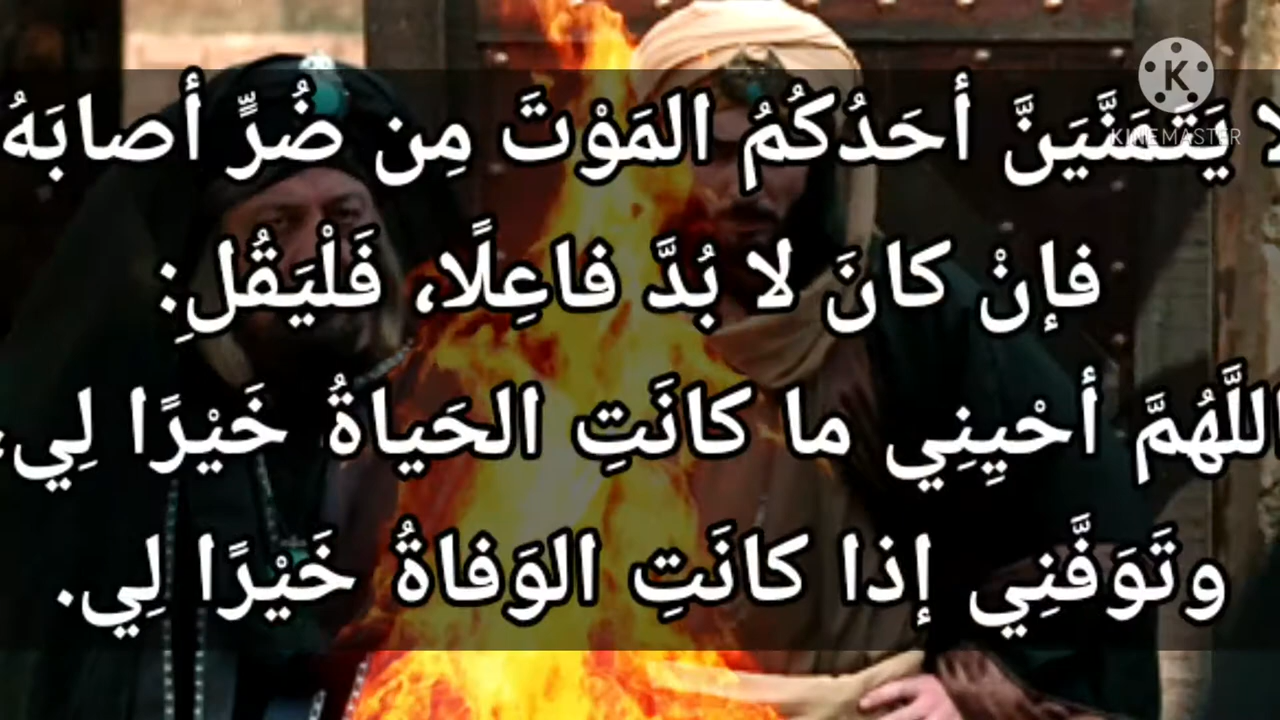 لا يَتَمَنَّيَنَّ أحَدُكُمُ المَوْتَ مِن ضُرٍّ أصابَهُ
فإنْ كانَ لا بُدَّ فاعِلًا، فَلْيَقُلِ:
اللَّهُمَّ أحْيِنِي ما كانَتِ الحَياةُ خَيْرًا لِي،
وتَوَفَّنِي إذا كانَتِ الوَفاةُ خَيْرًا لِي.
K
KINEMASTER